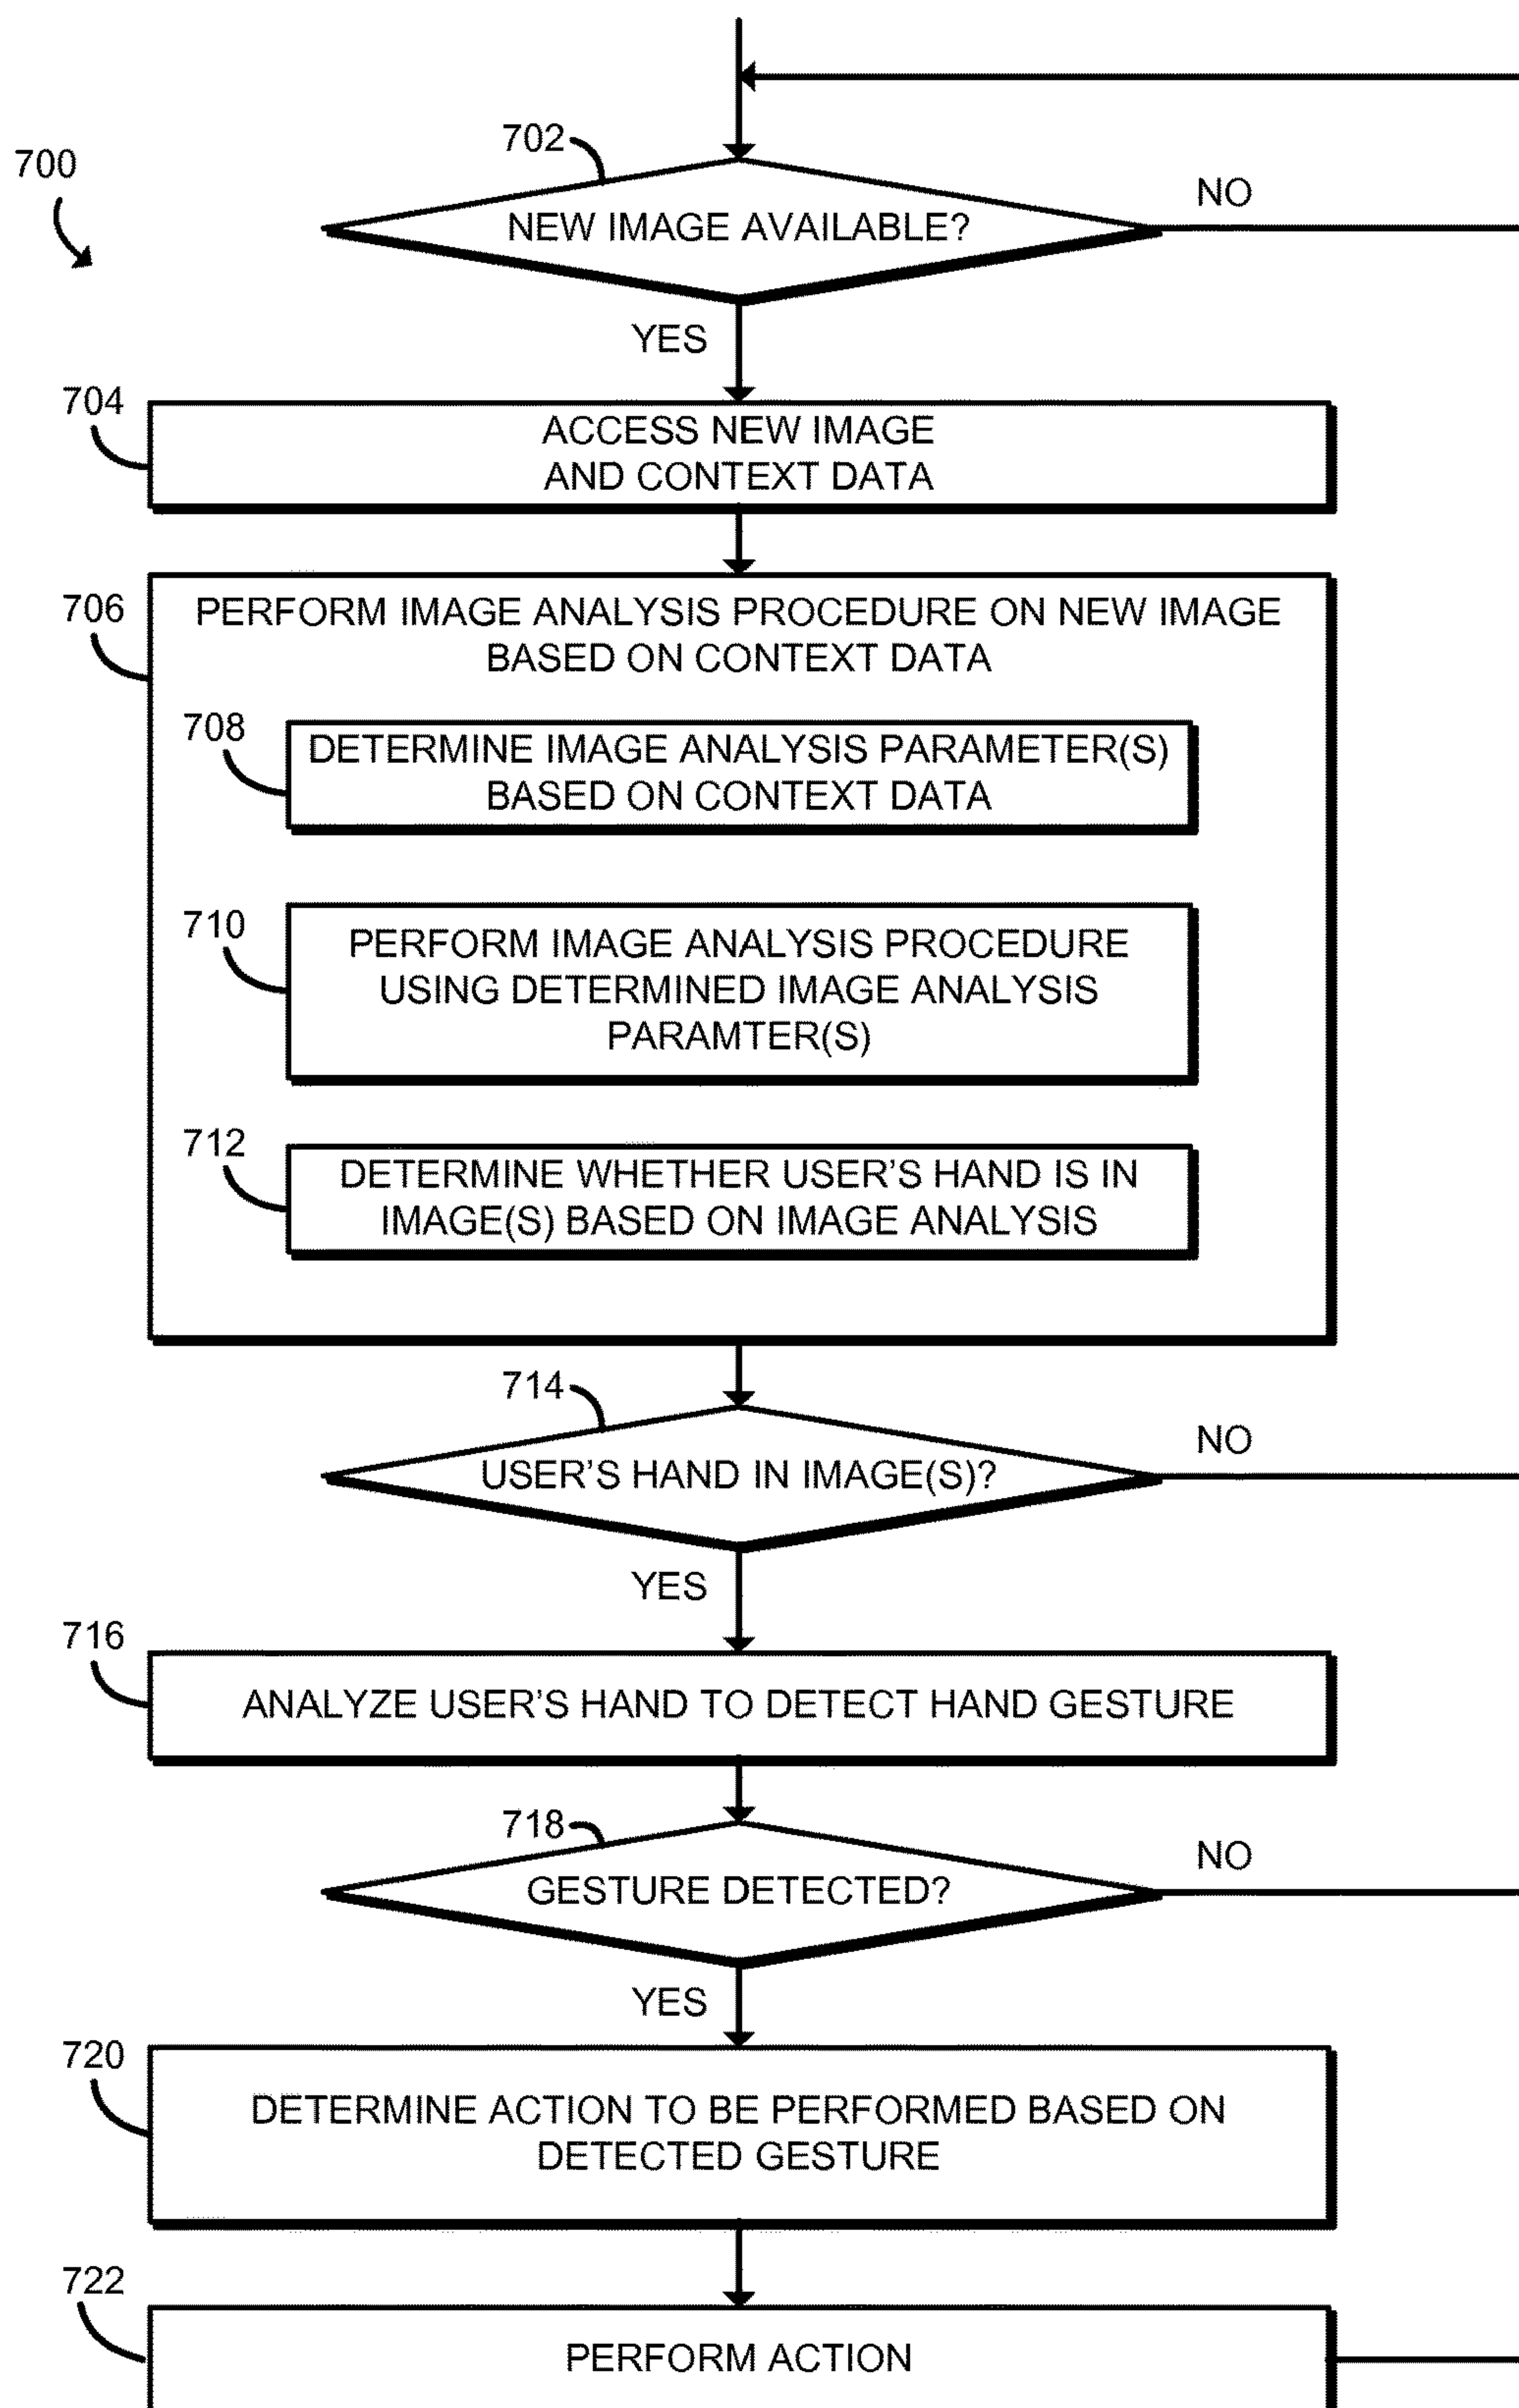 702
700
NEW IMAGE AVAILABLE?
NO
YES
704
ACCESS NEW IMAGE
AND CONTEXT DATA
706
PERFORM IMAGE ANALYSIS PROCEDURE ON NEW IMAGE
BASED ON CONTEXT DATA
708
DETERMINE IMAGE ANALYSIS PARAMETER(S)
BASED ON CONTEXT DATA
710
PERFORM IMAGE ANALYSIS PROCEDURE
USING DETERMINED IMAGE ANALYSIS
PARAMTER(S)
712
DETERMINE WHETHER USER'S HAND IS IN
IMAGE(S) BASED ON IMAGE ANALYSIS
714
USER'S HAND IN IMAGE(S)?
NO
YES
716
ANALYZE USER'S HAND TO DETECT HAND GESTURE
718
GESTURE DETECTED?
NO
YES
720
DETERMINE ACTION TO BE PERFORMED BASED ON
DETECTED GESTURE
722
PERFORM ACTION